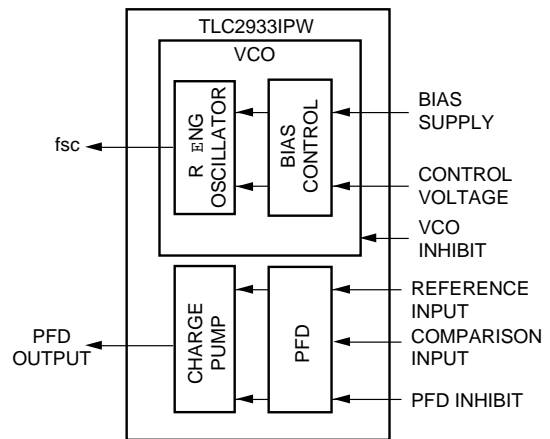 TLC2933IPW
VCO
R ENG
OSCILLATOR
BIAS
CONTROL
BIAS
SUPPLY
fsc
CONTROL
VOLTAGE
VCO
INHIBIT
CHARGE
PUMP
PFD
REFERENCE
INPUT
PFD
OUTPUT
COMPARISON
INPUT
PFD INHIBIT